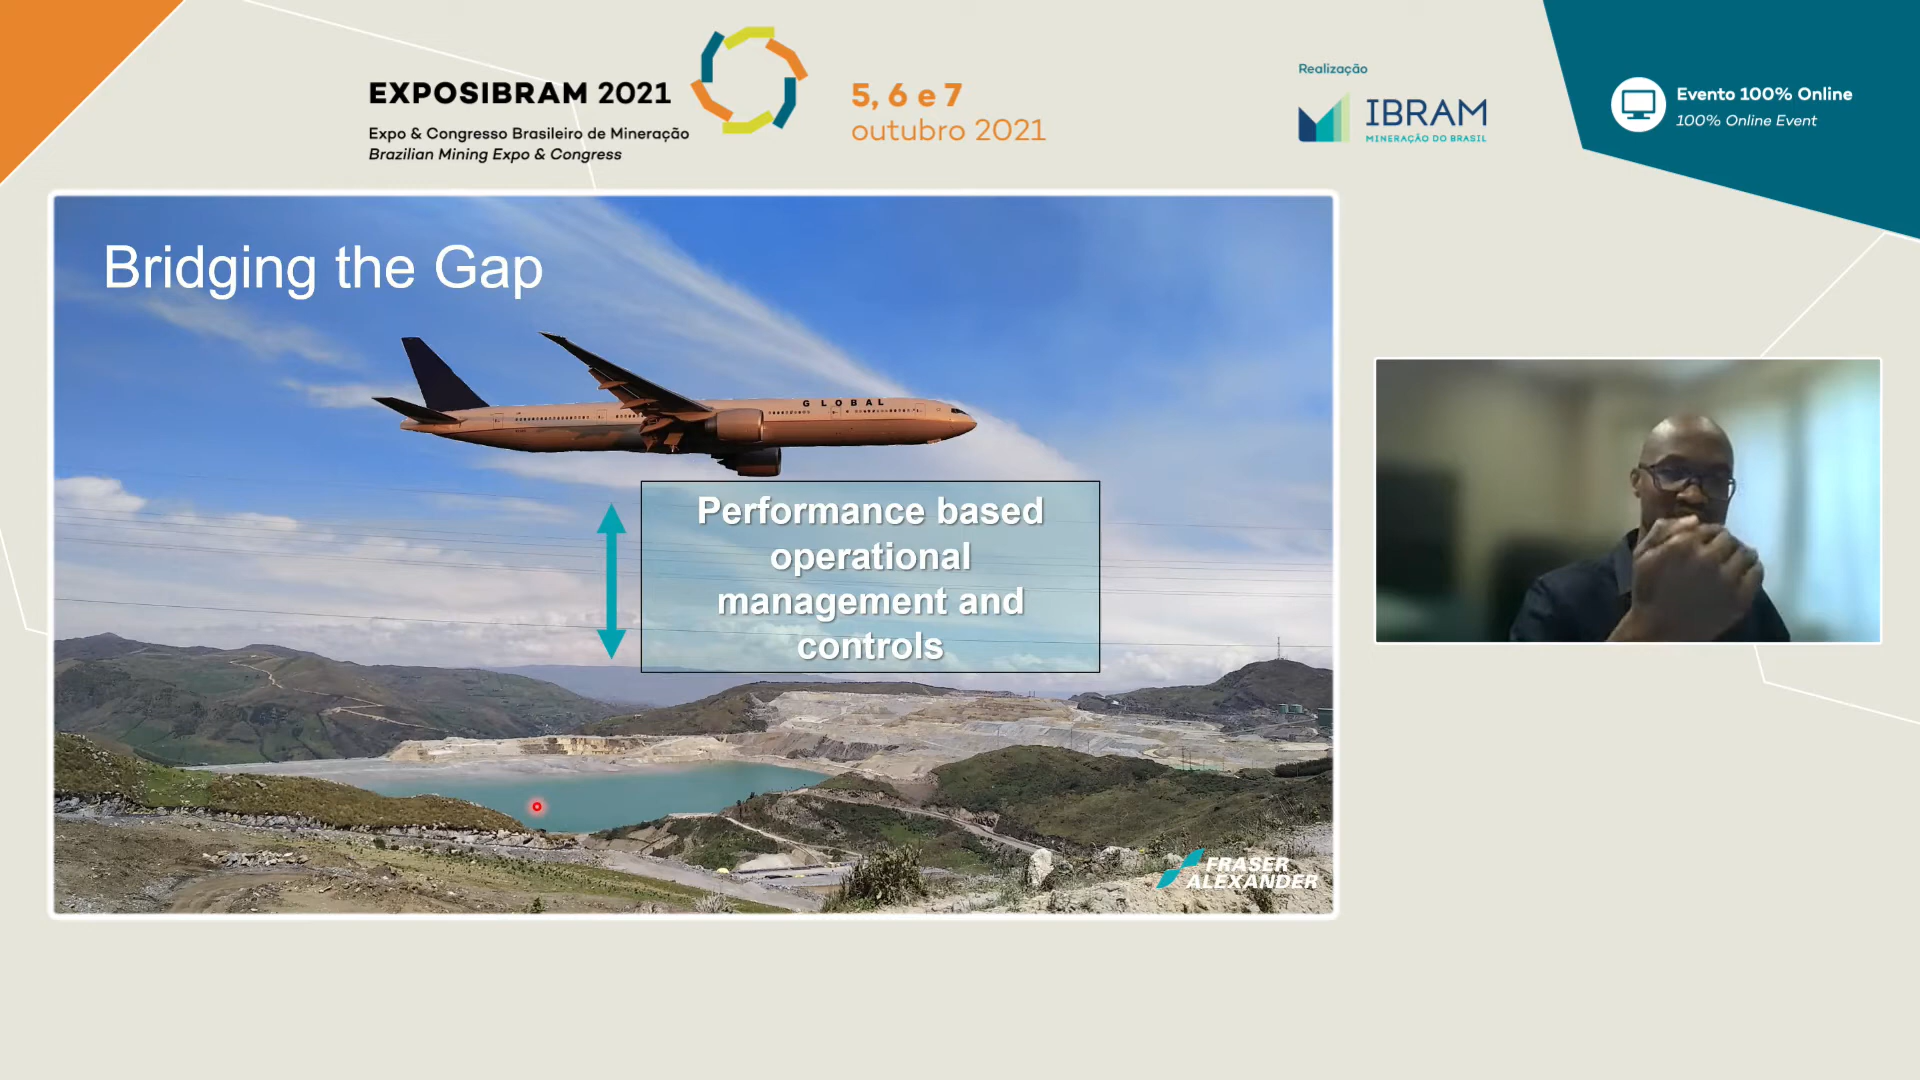 EXPOSIBRAM 2021
Expo & Congresso Brasileiro de Mineração
Brazilian Mining Expo & Congress
5, 6 e 7
outubro 2021
Realização
IBRAM
MINERAÇÃO DO BRASIL
Evento 100% Online
100% Online Event
Bridging the Gap
GLOBAL
Performance based
operational
management and
controls
FRASER
ALEXANDER